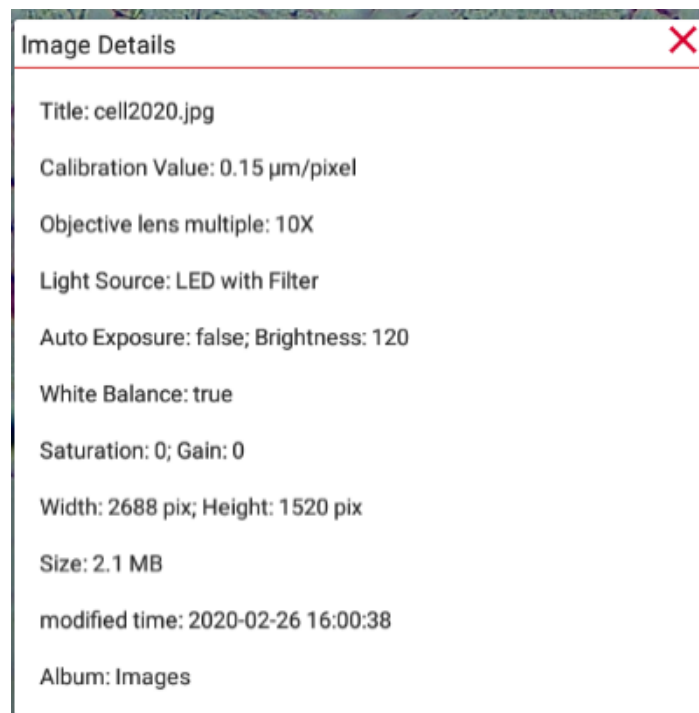 Image Details
Title: cell2020.jpg
Calibration Value: 0.15 μm/pixel
Objective lens multiple: 10X
Light Source: LED with Filter
Auto Exposure: false; Brightness: 120
White Balance: true
Saturation: 0; Gain: 0
Width: 2688 pix; Height: 1520 pix
Size: 2.1 MB
modified time: 2020-02-26 16:00:38
Album: Images